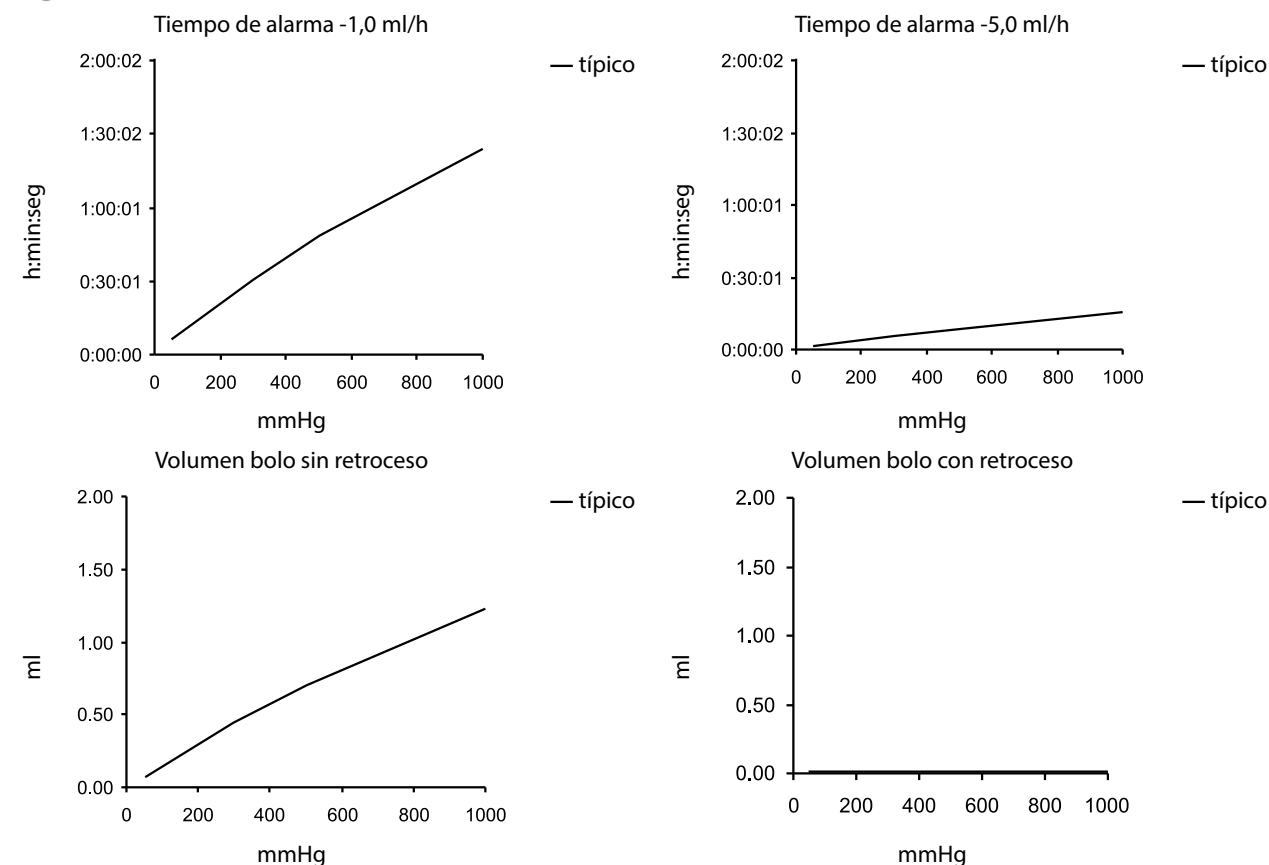 Tiempo de alarma -1,0 ml/h
2:00:02
1:30:02
1:00:01
0:30:01
0:00:00
h:min:seg
0 200 400 600 800 1000
mmHg
— típico
Tiempo de alarma -5,0 ml/h
2:00:02
1:30:02
1:00:01
0:30:01
0:00:00
h:min:seg
0 200 400 600 800 1000
mmHg
— típico
Volumen bolo sin retroceso
2.00
1.50
1.00
0.50
0.00
ml
0 200 400 600 800 1000
mmHg
— típico
Volumen bolo con retroceso
2.00
1.50
1.00
0.50
0.00
ml
0 200 400 600 800 1000
mmHg
— típico